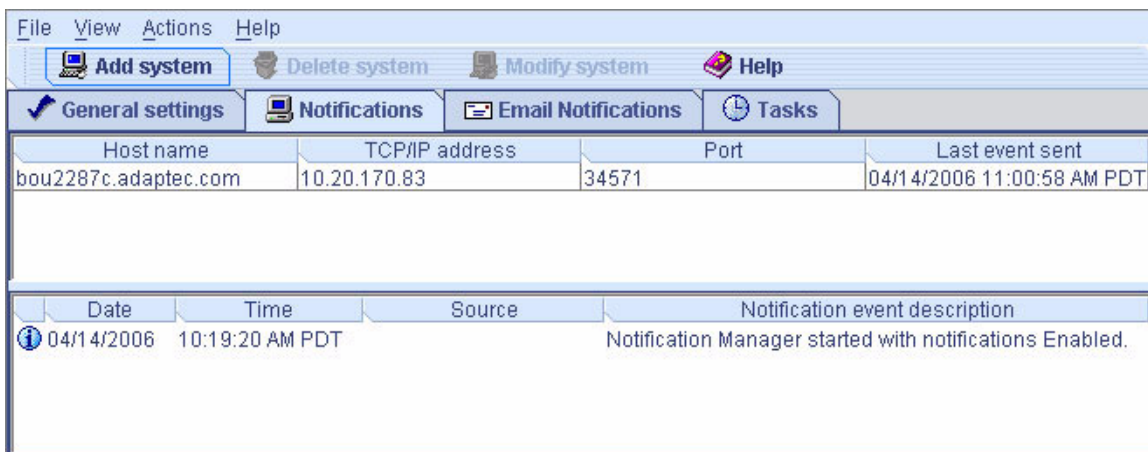 File View Actions Help
Add system Delete system Modify system Help
General settings Notifications Email Notifications Tasks
Host name TCP/IP address Port Last event sent
bou2287c.adaptec.com 10.20.170.83 34571 04/14/2006 11:00:58 AM PDT
Date Time Source Notification event description
04/14/2006 10:19:20 AM PDT Notification Manager started with notifications Enabled.